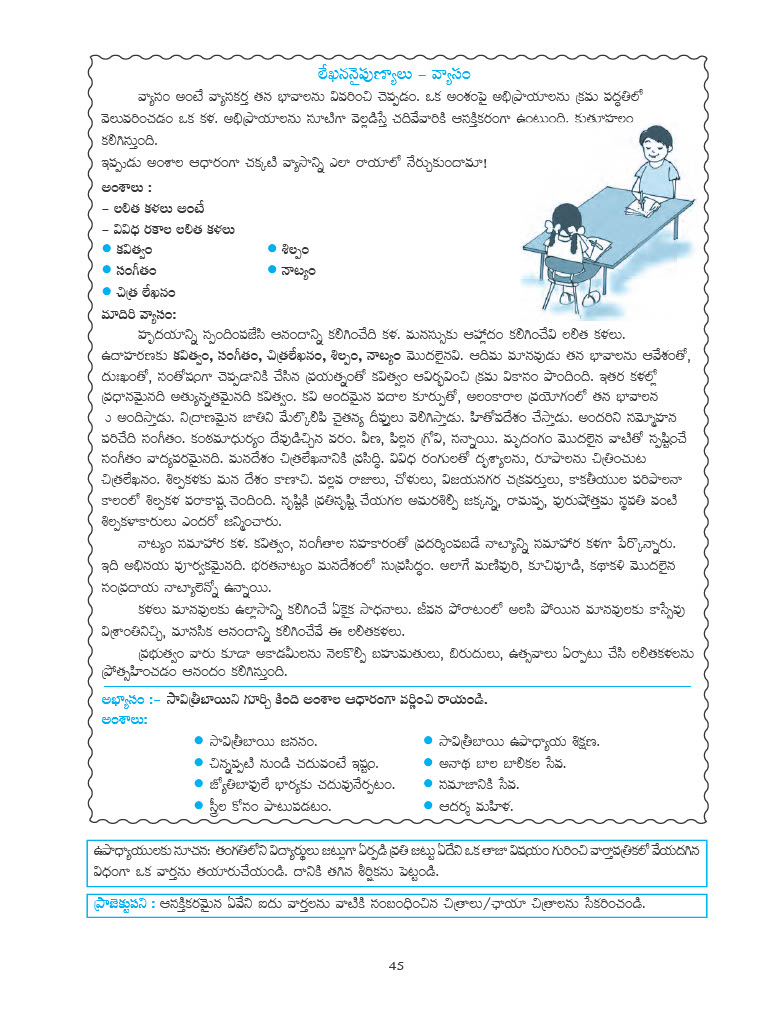 లేఖననైపుణ్యాలు – వ్యాసం
వ్యాసం అంటే వ్యాసకర్త తన భావాలను వివరించి చెప్పడం. ఒక అంశంపై అభిప్రాయాలను క్రమ పద్ధతిలో
వెలువరించడం ఒక కళ. అభిప్రాయాలను సూటిగా వెల్లడిస్తే చదివేవారికి ఆసక్తికరంగా ఉంటుంది. కుతూహలం
కలిగిస్తుంది.
ఇప్పుడు అంశాల ఆధారంగా చక్కటి వ్యాసాన్ని ఎలా రాయాలో నేర్చుకుందామా!
అంశాలు :
– లలిత కళలు అంటే
– వివిధ రకాల లలిత కళలు
• కవిత్వం • శిల్పం
• సంగీతం • నాట్యం
• చిత్ర లేఖనం
మాదిరి వ్యాసం:
హృదయాన్ని స్పందింపజేసి ఆనందాన్ని కలిగించేది కళ. మనస్సుకు ఆహ్లాదం కలిగించేవి లలిత కళలు.
ఉదాహరణకు కవిత్వం, సంగీతం, చిత్రలేఖనం, శిల్పం, నాట్యం మొదలైనవి. ఆదిమ మానవుడు తన భావాలను ఆవేశంతో,
దుఃఖంతో, సంతోషంగా చెప్పడానికి చేసిన ప్రయత్నంతో కవిత్వం ఆవిర్భవించి క్రమ వికాసం పొందింది. ఇతర కళల్లో
ప్రధానమైనది అత్యున్నతమైనది కవిత్వం. కవి అందమైన పదాల కూర్పుతో, అలంకారాల ప్రయోగంలో తన భావాలన
అందిస్తాడు. నిద్రాణమైన జాతిని మేల్కొలిపి చైతన్య దీప్తులు వెలిగిస్తాడు. హితోపదేశం చేస్తాడు. అందరిని సమ్మోహన
పరిచేది సంగీతం. కంఠమాధుర్యం దేవుడిచ్చిన వరం. వీణ, పిల్లన గ్రోవి, సన్నాయి. మృదంగం మొదలైన వాటితో సృష్టించే
సంగీతం వాద్యపరమైనది. మనదేశం చిత్రలేఖనానికి ప్రసిద్ధి. వివిధ రంగులతో దృశ్యాలను, రూపాలను చిత్రించుట
చిత్రలేఖనం. శిల్పకళకు మన దేశం కాణాచి. పల్లవ రాజులు, చోళులు, విజయనగర చక్రవర్తులు, కాకతీయుల పరిపాలనా
కాలంలో శిల్పకళ పరాకాష్ట చెందింది. సృష్టికి ప్రతిసృష్టి చేయగల అమరశిల్పి జక్కన్న, రామప్ప, పురుషోత్తమ స్థపతి వంటి
శిల్పకళాకారులు ఎందరో జన్మించారు.
నాట్యం సమాహార కళ. కవిత్వం, సంగీతాల సహకారంతో ప్రదర్శింపబడే నాట్యాన్ని సమాహార కళగా పేర్కొన్నారు.
ఇది అభినయ పూర్వకమైనది. భరతనాట్యం మనదేశంలో సుప్రసిద్ధం. అలాగే మణిపురి, కూచిపూడి, కథాకళి మొదలైన
సంప్రదాయ నాట్యాలెన్నో ఉన్నాయి.
కళలు మానవులకు ఉల్లాసాన్ని కలిగించే ఏకైక సాధనాలు. జీవన పోరాటంలో అలసి పోయిన మానవులకు కాస్సేపు
విశ్రాంతినిచ్చి, మానసిక ఆనందాన్ని కలిగించేవే ఈ లలితకళలు.
ప్రభుత్వం వారు కూడా అకాడమీలను నెలకొల్పి బహుమతులు, బిరుదులు, ఉత్సవాలు ఏర్పాటు చేసి లలితకళలను
ప్రోత్సహించడం ఆనందం కలిగిస్తుంది.
అభ్యాసం :– సావిత్రీబాయిని గూర్చి కింది అంశాల ఆధారంగా వర్ణించి రాయండి.
అంశాలు:
• సావిత్రీబాయి జననం. • సావిత్రీబాయి ఉపాధ్యాయ శిక్షణ.
• చిన్నప్పటి నుండి చదువంటే ఇష్టం. • అనాథ బాల బాలికల సేవ.
• జ్యోతిబాఫులే భార్యకు చదువునేర్పటం. • సమాజానికి సేవ.
• స్త్రీల కోసం పాటుపడటం. • ఆదర్శ మహిళ.
ఉపాధ్యాయులకు సూచన: తరగతిలోని విద్యార్థులు జట్లుగా ఏర్పడి ప్రతి జట్టు ఏదేని ఒక తాజా విషయం గురించి వార్తాపత్రికలో వేయదగిన
విధంగా ఒక వార్తను తయారుచేయండి. దానికి తగిన శీర్షికను పెట్టండి.
ప్రాజెక్టుపని : ఆసక్తికరమైన ఏవేని ఐదు వార్తలను వాటికి సంబంధించిన చిత్రాలు/ఛాయా చిత్రాలను సేకరించండి.
45